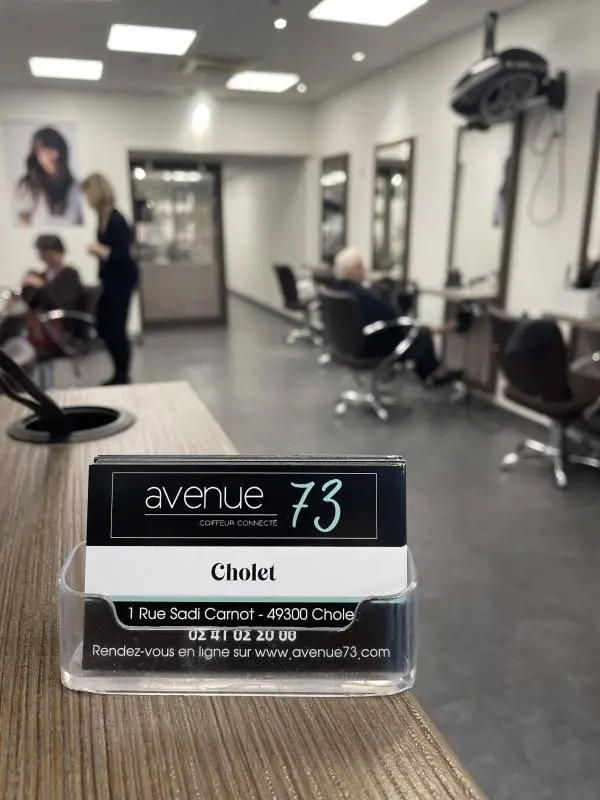 avenue 73
COIFFEUR CONNECTÉ
Cholet
1 Rue Sadi Carnot - 49300 Chole
02 41 02 20 00
Rendez-vous en ligne sur www.avenue73.com